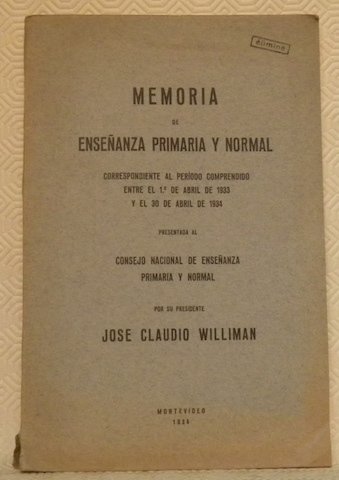 éliminé
MEMORIA
DE
ENSEÑANZA PRIMARIA Y NORMAL
CORRESPONDIENTE AL PERÍODO COMPRENDIDO
ENTRE EL 1.º DE ABRIL DE 1933
Y EL 30 DE ABRIL DE 1934
PRESENTADA AL
CONSEJO NACIONAL DE ENSEÑANZA
PRIMARIA Y NORMAL
POR SU PRESIDENTE
JOSE CLAUDIO WILLIMAN
MONTEVIDEO
1934